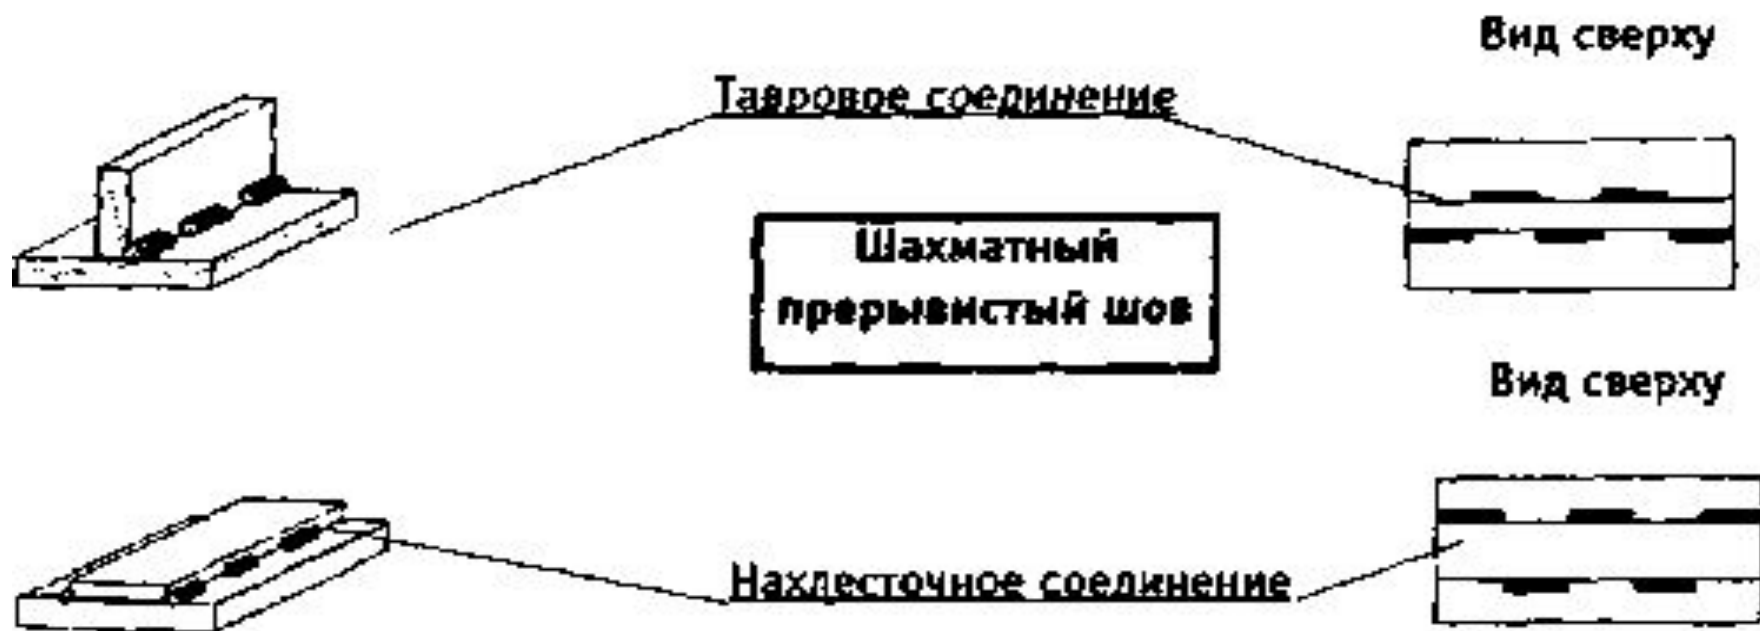 Вид сверху
Тавровое соединение
Шахматный
прерывистый шов
Вид сверху
Нахлесточное соединение